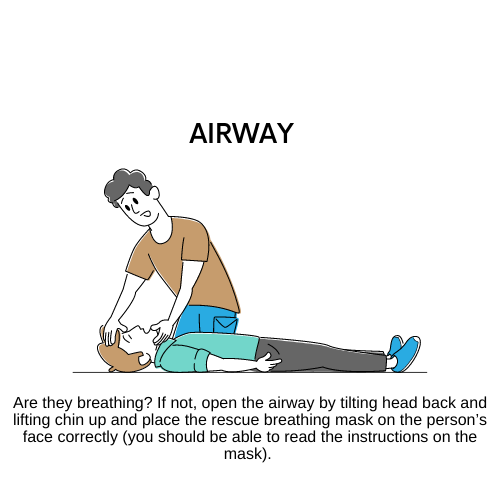 AIRWAY
Are they breathing? If not, open the airway by tilting head back and
lifting chin up and place the rescue breathing mask on the person’s
face correctly (you should be able to read the instructions on the
mask).